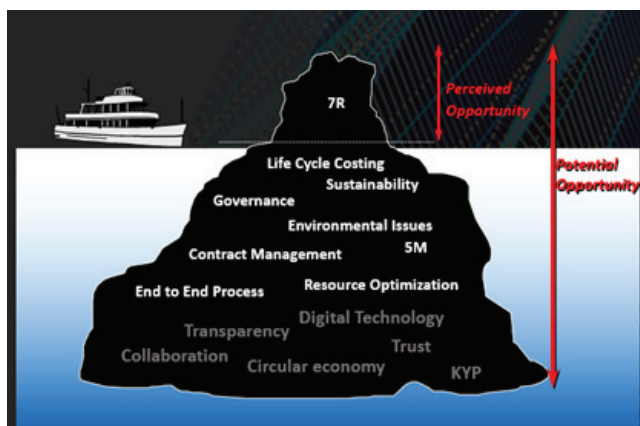 7R
Perceived
Opportunity
Life Cycle Costing
Sustainability
Potential
Opportunity
Governance
Environmental Issues
5M
Contract Management
End to End Process
Resource Optimization
Digital Technology
Transparency
Trust
Collaboration
Circular economy
KYP